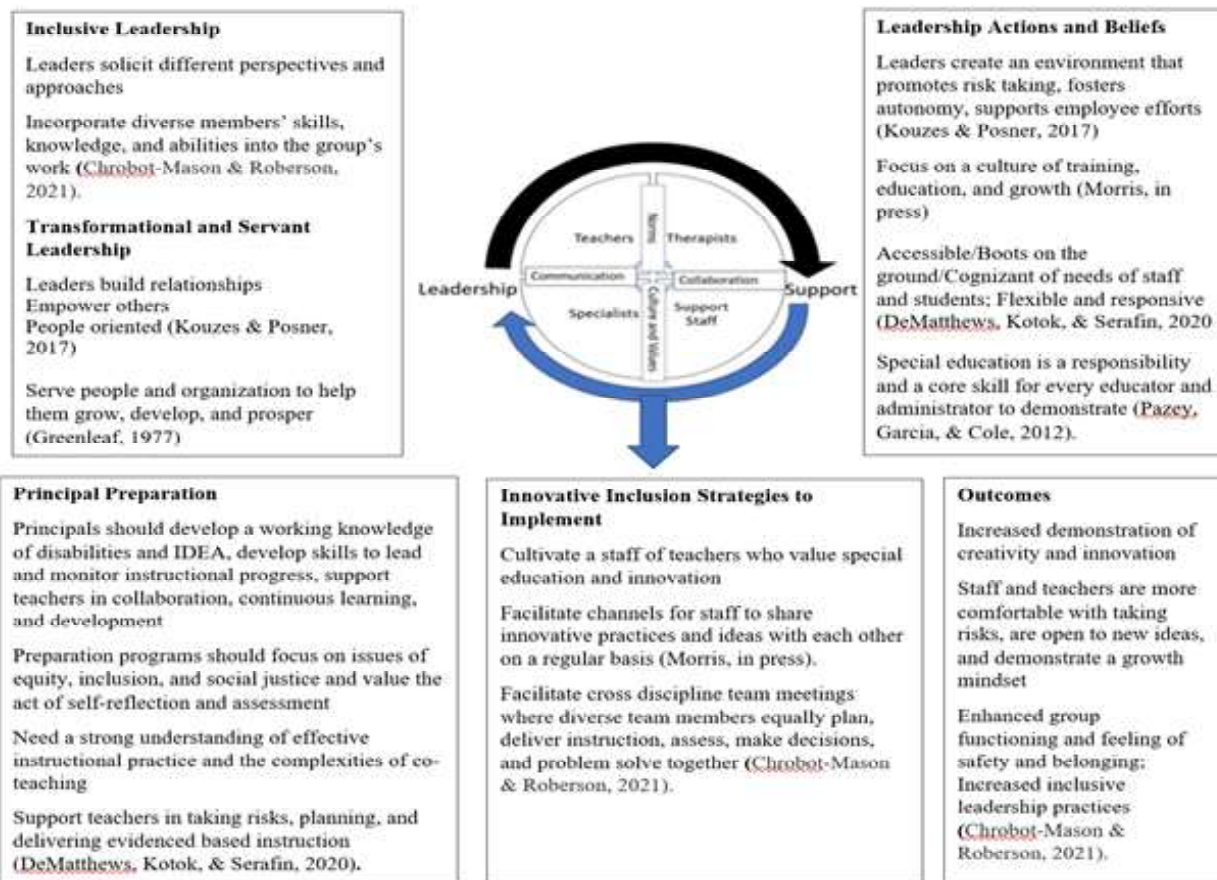 Inclusive Leadership
Leaders solicit different perspectives and
approaches
Incorporate diverse members’ skills,
knowledge, and abilities into the group’s
work (Chrobot-Mason & Roberson,
2021).
Transformational and Servant
Leadership
Leaders build relationships
Empower others
People oriented (Kouzes & Posner,
2017)
Serve people and organization to help
them grow, develop, and prosper
(Greenleaf, 1977)
Leadership
Teachers
Norms
Therapists
Communication
Collaboration
Specialists
Culture and Values
Support
Staff
Support
Leadership Actions and Beliefs
Leaders create an environment that
promotes risk taking, fosters
autonomy, supports employee efforts
(Kouzes & Posner, 2017)
Focus on a culture of training,
education, and growth (Morris, in
press)
Accessible/Boots on the
ground/Cognizant of needs of staff
and students; Flexible and responsive
(DeMatthews, Kotok, & Serafin, 2020
Special education is a responsibility
and a core skill for every educator and
administrator to demonstrate (Pazey,
Garcia, & Cole, 2012).
Principal Preparation
Principals should develop a working knowledge
of disabilities and IDEA, develop skills to lead
and monitor instructional progress, support
teachers in collaboration, continuous learning,
and development
Preparation programs should focus on issues of
equity, inclusion, and social justice and value the
act of self-reflection and assessment
Need a strong understanding of effective
instructional practice and the complexities of co-
teaching
Support teachers in taking risks, planning, and
delivering evidenced based instruction
(DeMatthews, Kotok, & Serafin, 2020).
Innovative Inclusion Strategies to
Implement
Cultivate a staff of teachers who value special
education and innovation
Facilitate channels for staff to share
innovative practices and ideas with each other
on a regular basis (Morris, in press).
Facilitate cross discipline team meetings
where diverse team members equally plan,
deliver instruction, assess, make decisions,
and problem solve together (Chrobot-Mason
& Roberson, 2021).
Outcomes
Increased demonstration of
creativity and innovation
Staff and teachers are more
comfortable with taking
risks, are open to new ideas,
and demonstrate a growth
mindset
Enhanced group
functioning and feeling of
safety and belonging;
Increased inclusive
leadership practices
(Chrobot-Mason &
Roberson, 2021).